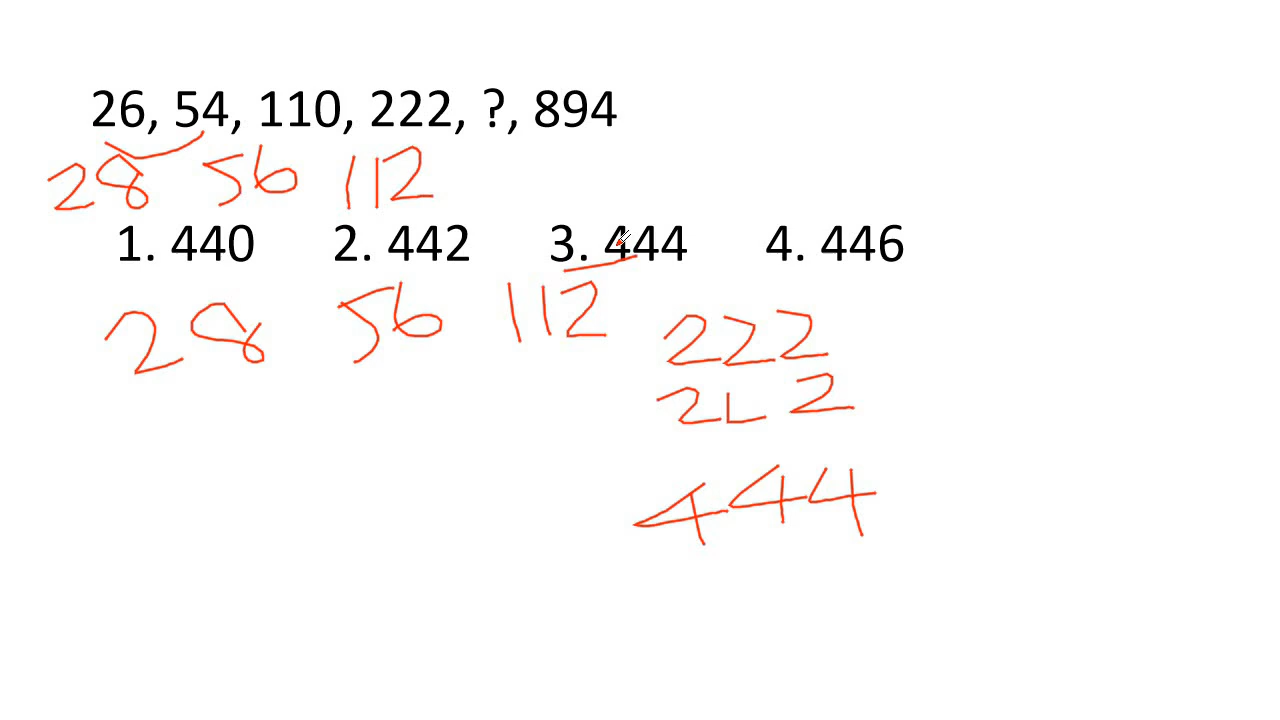 26, 54, 110, 222, ?, 894
28 56 112
1. 440 2. 442 3. 444 4. 446
28 56 112 222
222
444